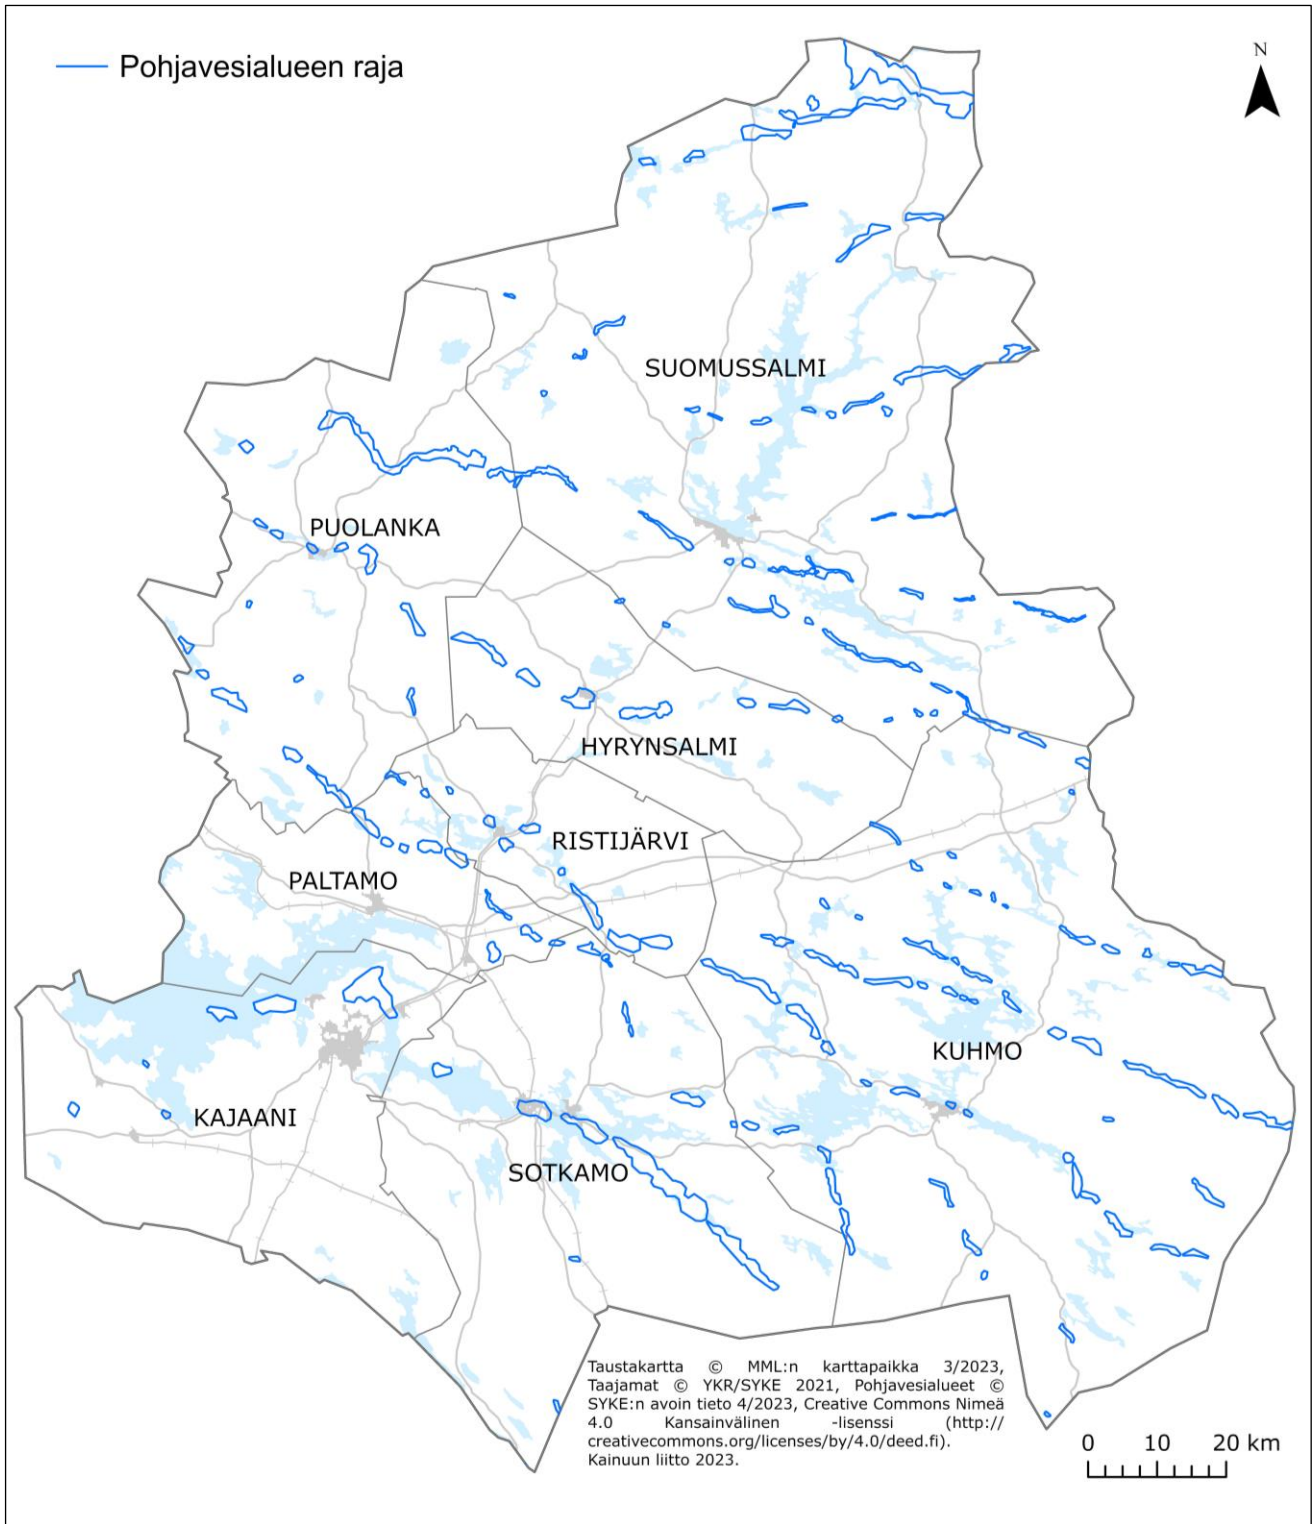 Pohjavesialueen raja
N
SUOMUSSALMI
PUOLANKA
HYRYNSALMI
RISTIJÄRVI
PALTAMO
KUHMO
KAJAANI
SOTKAMO
Taustakartta © MML:n karttapaikka 3/2023,
Taajamat © YKR/SYKE 2021, Pohjavesialueet ©
SYKE:n avoin tieto 4/2023, Creative Commons Nimeä
4.0 Kansainvälinen -lisenssi (http://
creativecommons.org/licenses/by/4.0/deed.fi).
Kainuun liitto 2023.
0 10 20 km